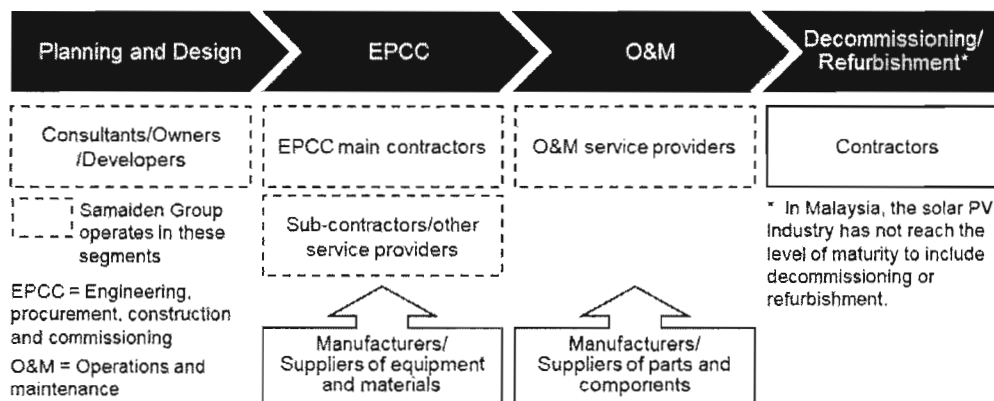 Planning and Design
EPCC
O&M
Decommissioning/
Refurbishment*
Consultants/Owners
/Developers
EPCC main contractors
O&M service providers
Contractors
Samaiden Group
operates in these
segments
Sub-contractors/other
service providers
* In Malaysia, the solar PV
Industry has not reach the
level of maturity to include
decommissioning or
refurbishment.
EPCC = Engineering,
procurement, construction
and commissioning
O&M = Operations and
maintenance
Manufacturers/
Suppliers of equipment
and materials
Manufacturers/
Suppliers of parts and
components